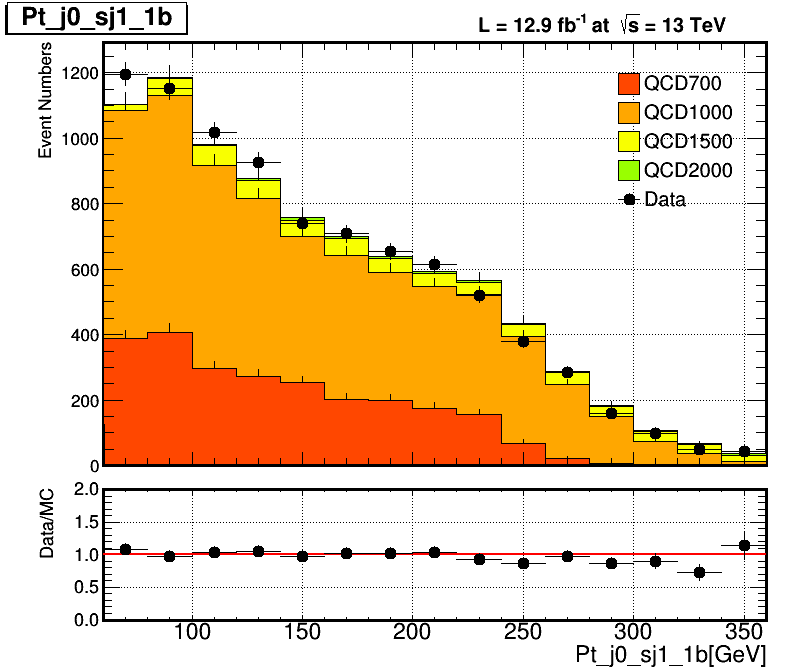 Pt_j0_sj1_1b
L = 12.9 fb-1 at √s = 13 TeV
Event Numbers
1200
1000
800
600
400
200
0
QCD700
QCD1000
QCD1500
QCD2000
Data
Data/MC
2.0
1.5
1.0
0.5
0.0
100 150 200 250 300 350
Pt_j0_sj1_1b[GeV]